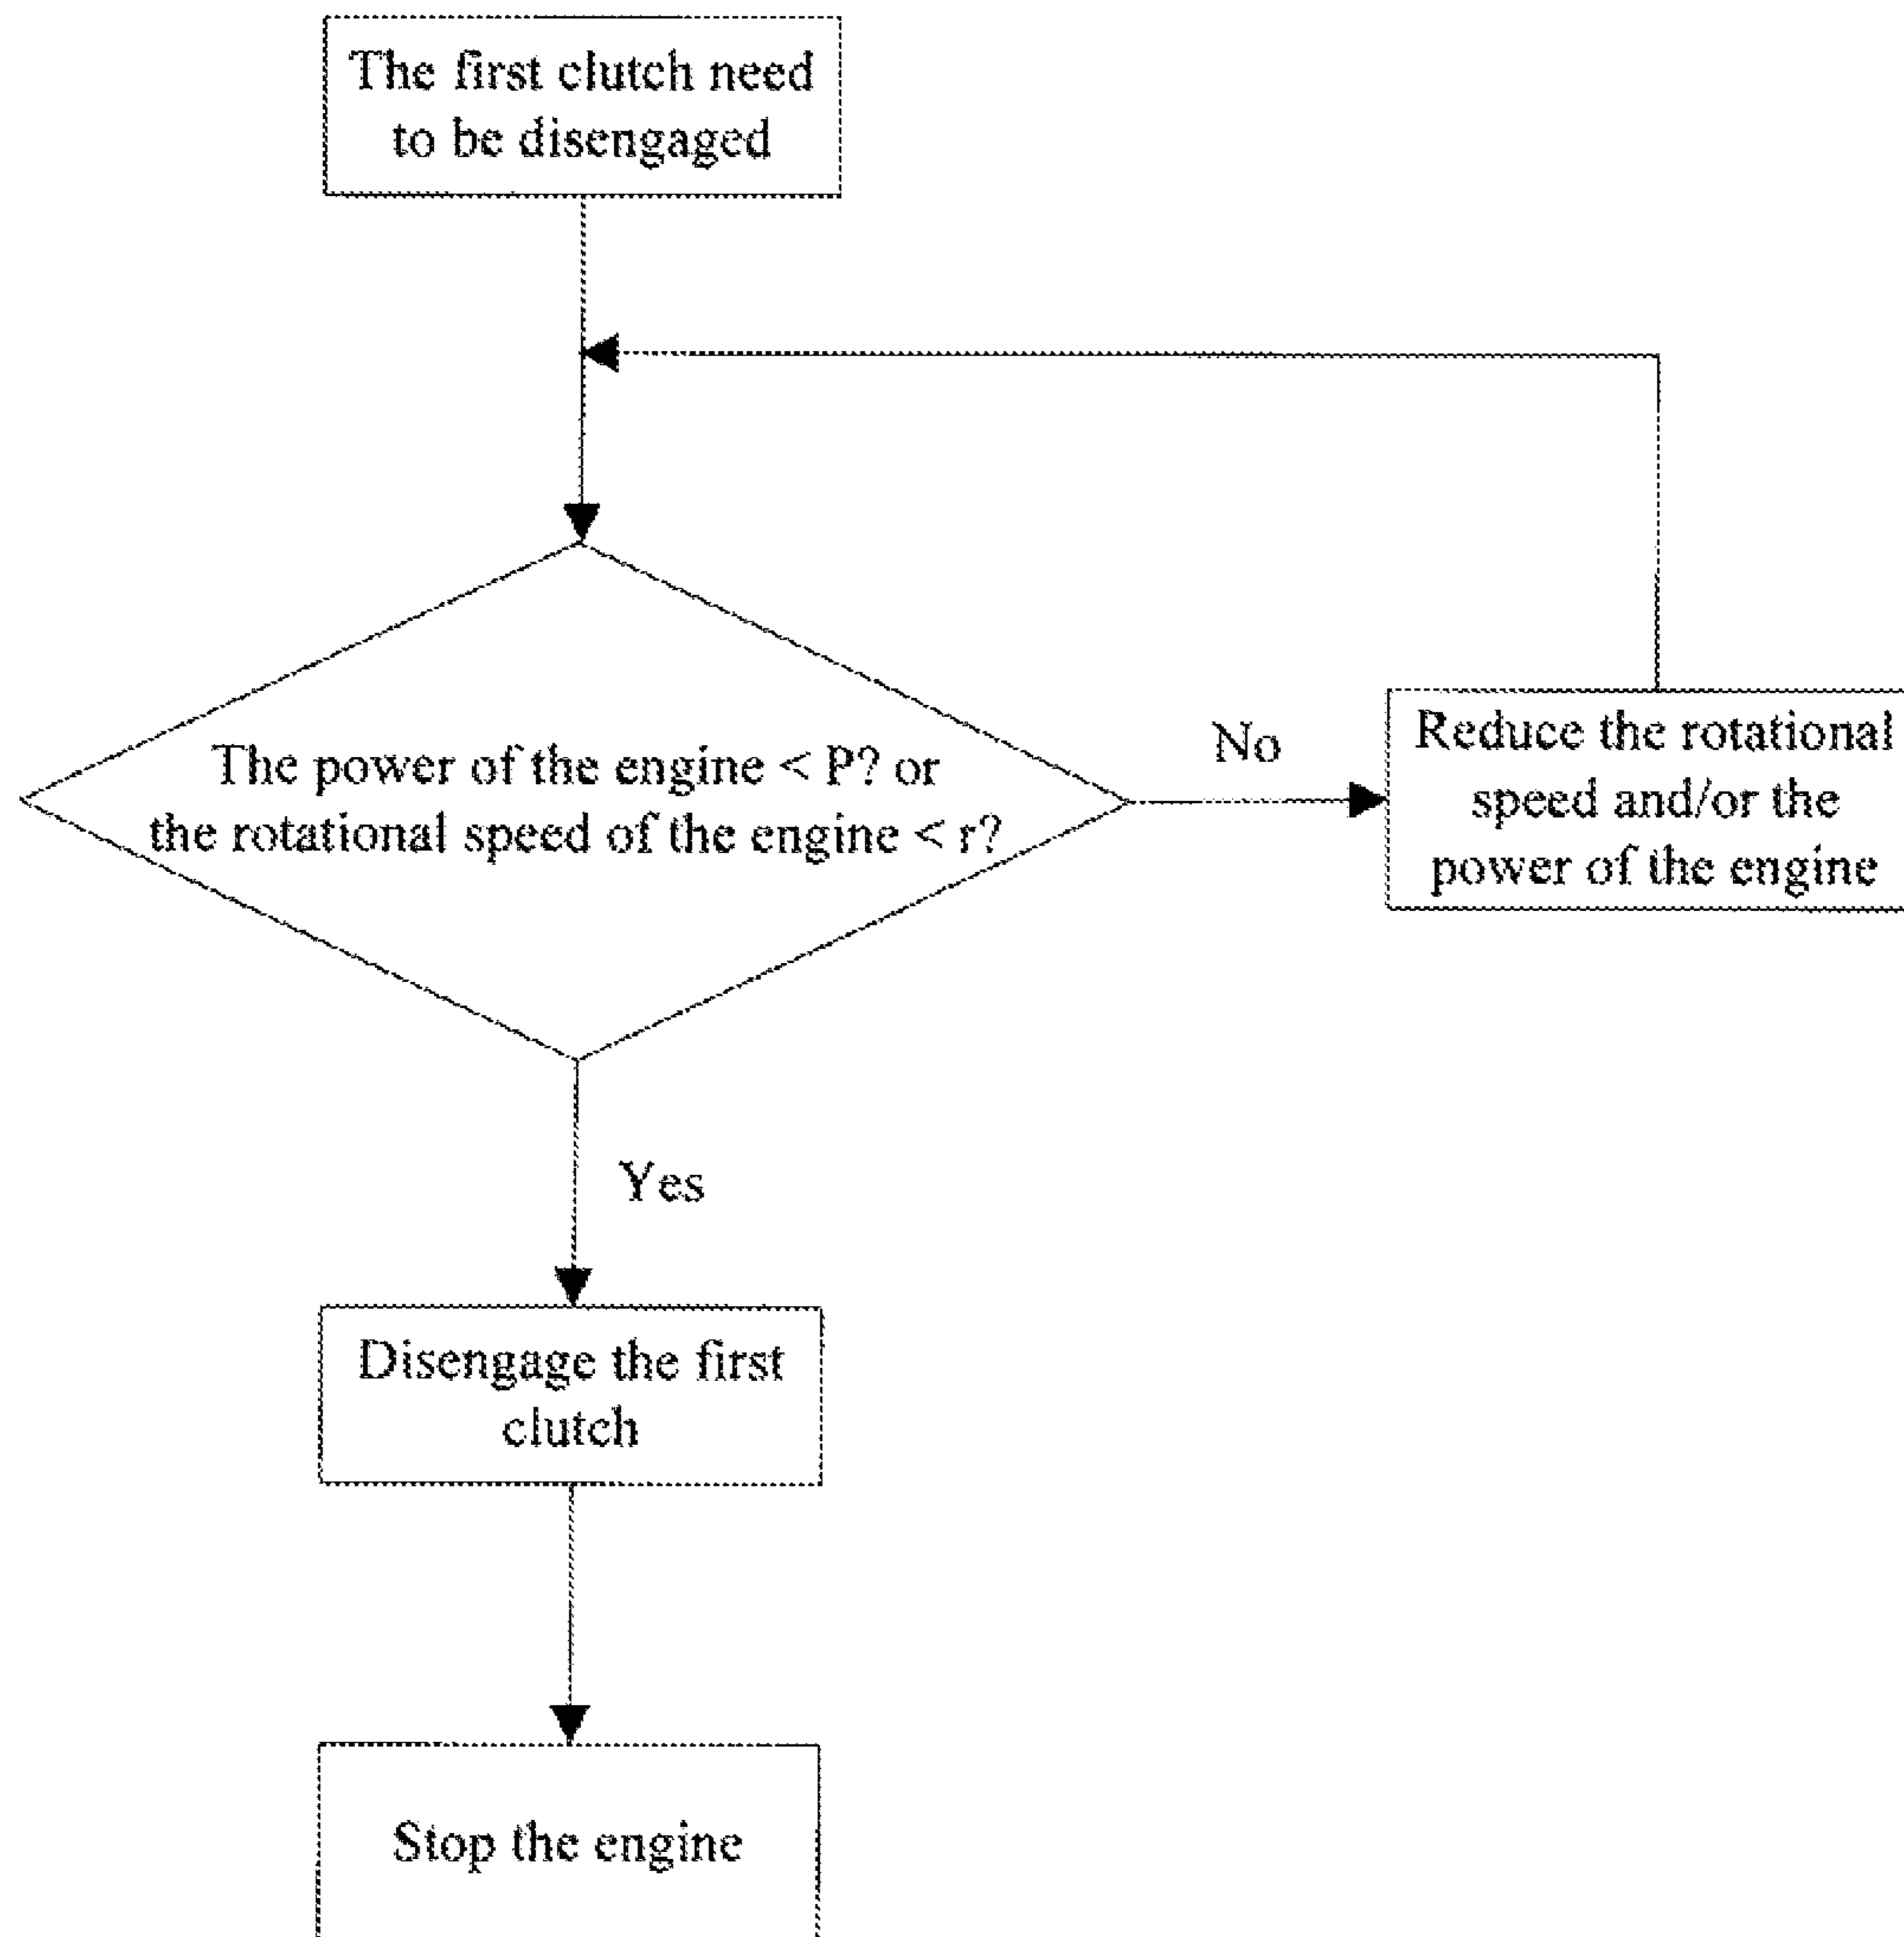 The first clutch need
to be disengaged
The power of the engine < P? or
the rotational speed of the engine < r?
No
Reduce the rotational
speed and/or the
power of the engine
Yes
Disengage the first
clutch
Stop the engine